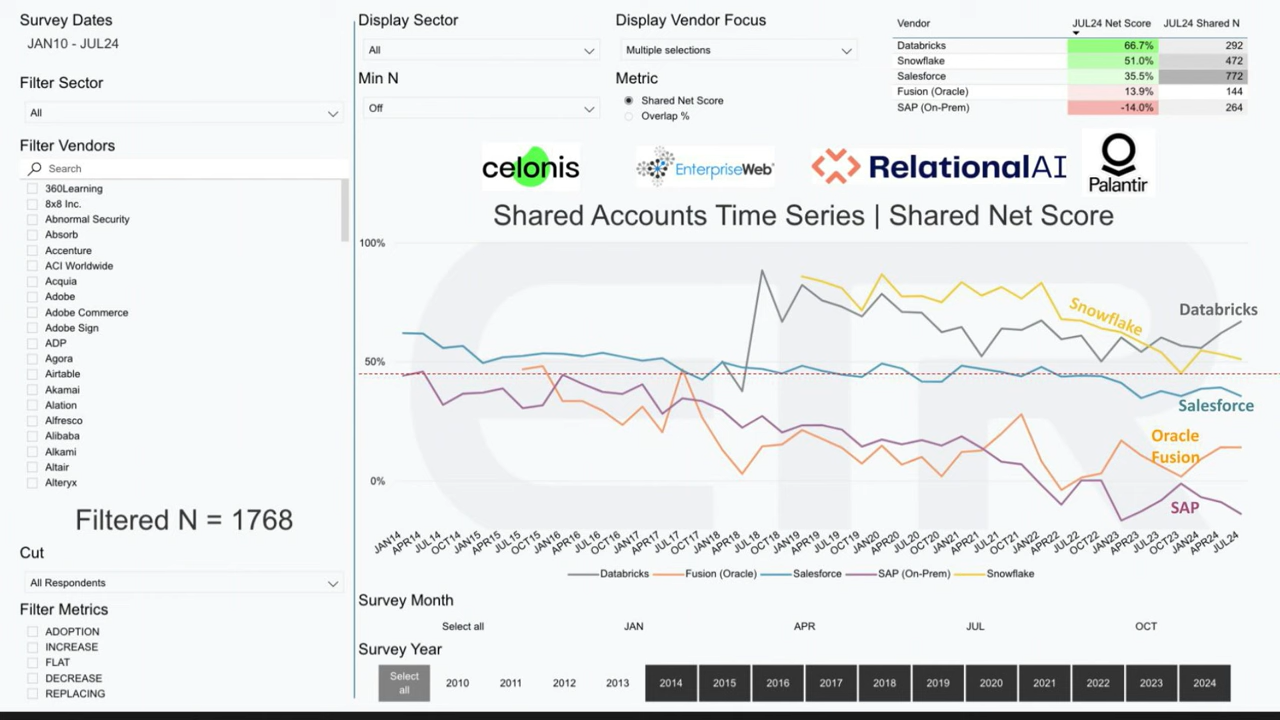 Survey Dates
JAN10 - JUL24
Filter Sector
All
Filter Vendors
Search
360Learning
8x8 Inc.
Abnormal Security
Absorb
Accenture
ACI Worldwide
Acquia
Adobe
Adobe Commerce
Adobe Sign
ADP
Agora
Airtable
Akamai
Alation
Alfresco
Alibaba
Alkami
Altair
Alteryx
Filtered N = 1768
Cut
All Respondents
Filter Metrics
ADOPTION
INCREASE
FLAT
DECREASE
REPLACING
Display Sector
All
Min N
Off
Display Vendor Focus
Multiple selections
Metric
Shared Net Score
Overlap %
Vendor JUL24 Net Score JUL24 Shared N
Databricks 66.7% 292
Snowflake 51.0% 472
Salesforce 35.5% 772
Fusion (Oracle) 13.9% 144
SAP (On-Prem) -14.0% 264
celonis EnterpriseWeb RelationalAI Palantir
Shared Accounts Time Series | Shared Net Score
100%
50%
0%
Snowflake
Databricks
Salesforce
Oracle
Fusion
SAP
ETR
JAN14 APR14 JUL14 OCT14 JAN15 APR15 JUL15 OCT15 JAN16 APR16 JUL16 OCT16 JAN17 APR17 JUL17 OCT17 JAN18 APR18 JUL18 OCT18 JAN19 APR19 JUL19 OCT19 JAN20 APR20 JUL20 OCT20 JAN21 APR21 JUL21 OCT21 JAN22 APR22 JUL22 OCT22 JAN23 APR23 JUL23 OCT23 JAN24 APR24 JUL24
Databricks Fusion (Oracle) Salesforce SAP (On-Prem) Snowflake
Survey Month
Select all JAN APR JUL OCT
Survey Year
Select all 2010 2011 2012 2013 2014 2015 2016 2017 2018 2019 2020 2021 2022 2023 2024